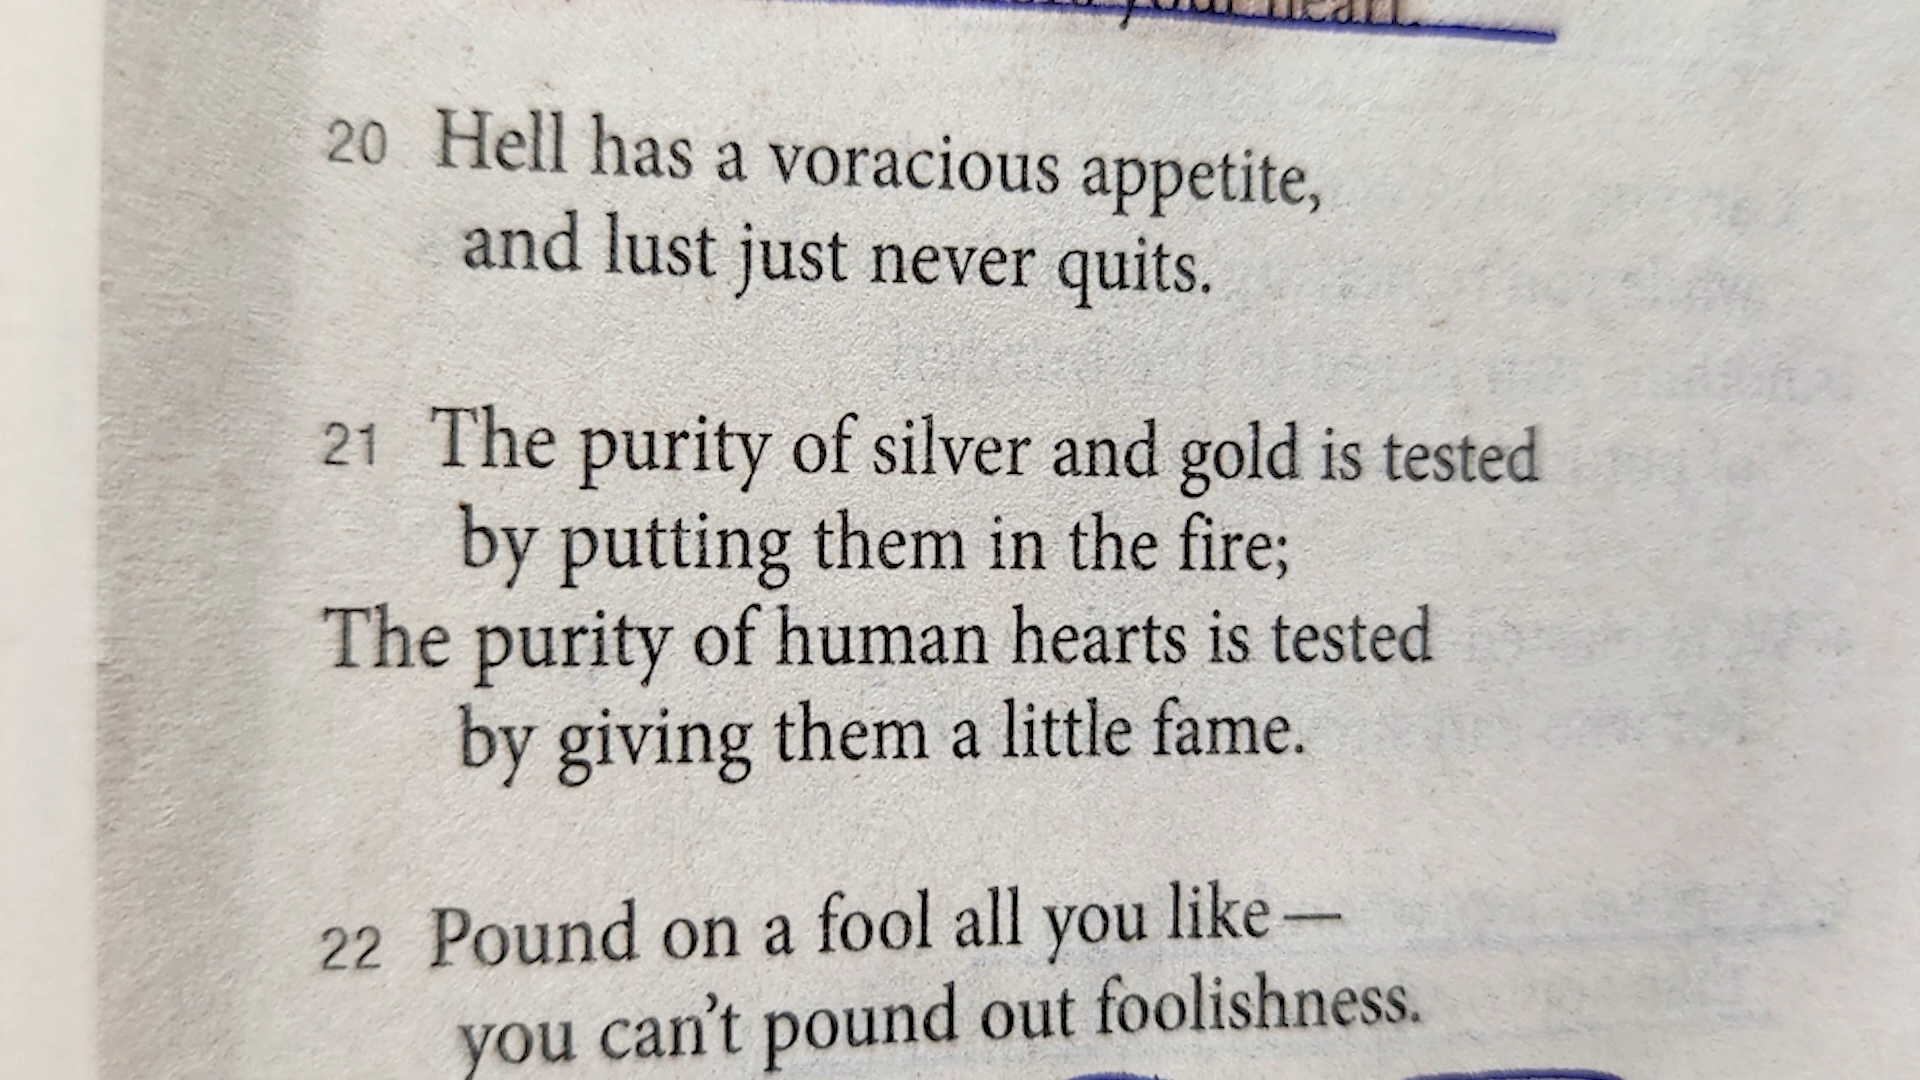 your heart.
20 Hell has a voracious appetite,
and lust just never quits.
21 The purity of silver and gold is tested
by putting them in the fire;
The purity of human hearts is tested
by giving them a little fame.
22 Pound on a fool all you like—
you can't pound out foolishness.